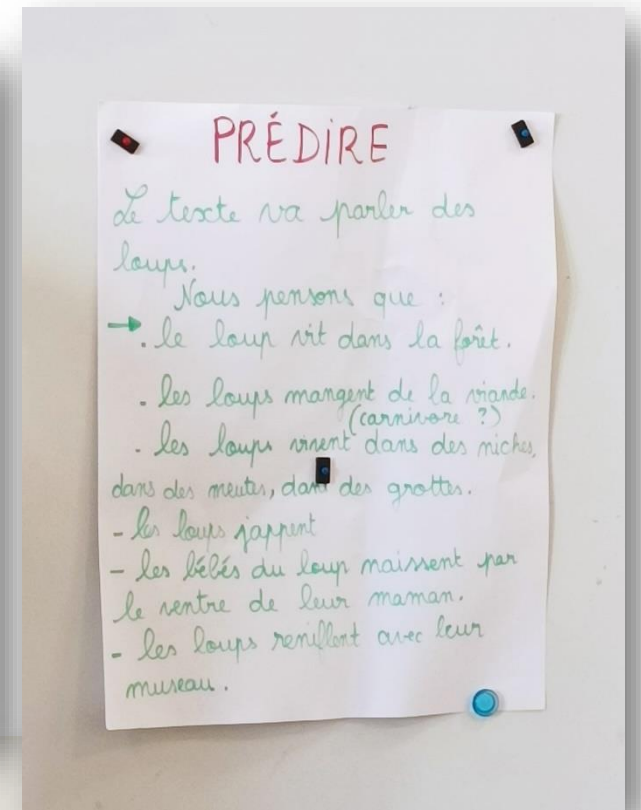 PRÉDIRE
Le texte va parler des
loups.
Nous pensons que :
→ . le loup vit dans la forêt.
- les loups mangent de la viande.
(carnivore ?)
- les loups vivent dans des niches,
dans des meutes, dans des grottes.
- les loups jappent
- les bébés du loup naissent par
le ventre de leur maman.
- les loups renillent avec leur
museau.